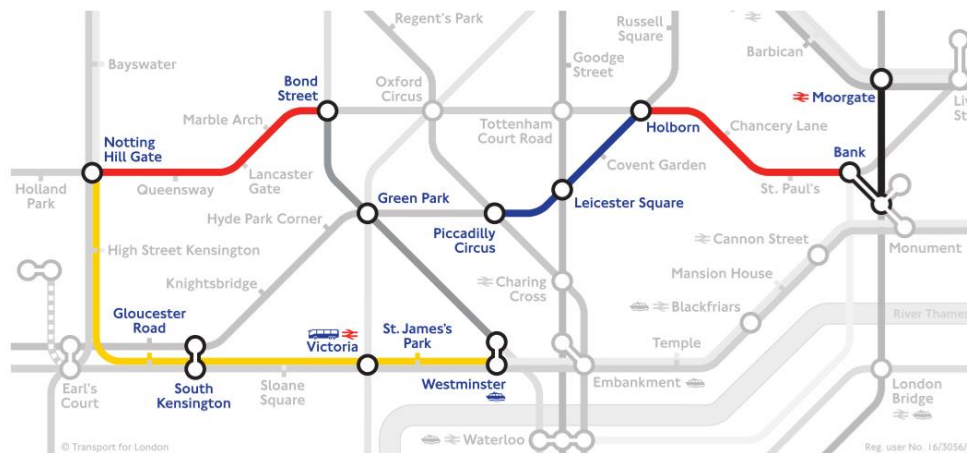 Regent's Park
Russell
Square
Barbican
Bayswater
Bond
Street
Oxford
Circus
Goodge
Street
Moorgate
Marble Arch
Tottenham
Court Road
Holborn
Chancery Lane
Notting
Hill Gate
Covent Garden
Bank
Holland
Park
Queensway
Lancaster
Gate
St. Paul's
Green Park
Leicester Square
Hyde Park Corner
Piccadilly
Circus
Cannon Street
Monument
High Street Kensington
Knightsbridge
Charing
Cross
Mansion House
Blackfriars
River Thames
Gloucester
Road
Victoria
St. James's
Park
Temple
Earl's
Court
South
Kensington
Sloane
Square
Westminster
Embankment
London
Bridge
Waterloo
© Transport for London
Reg. user No. 16/3056/